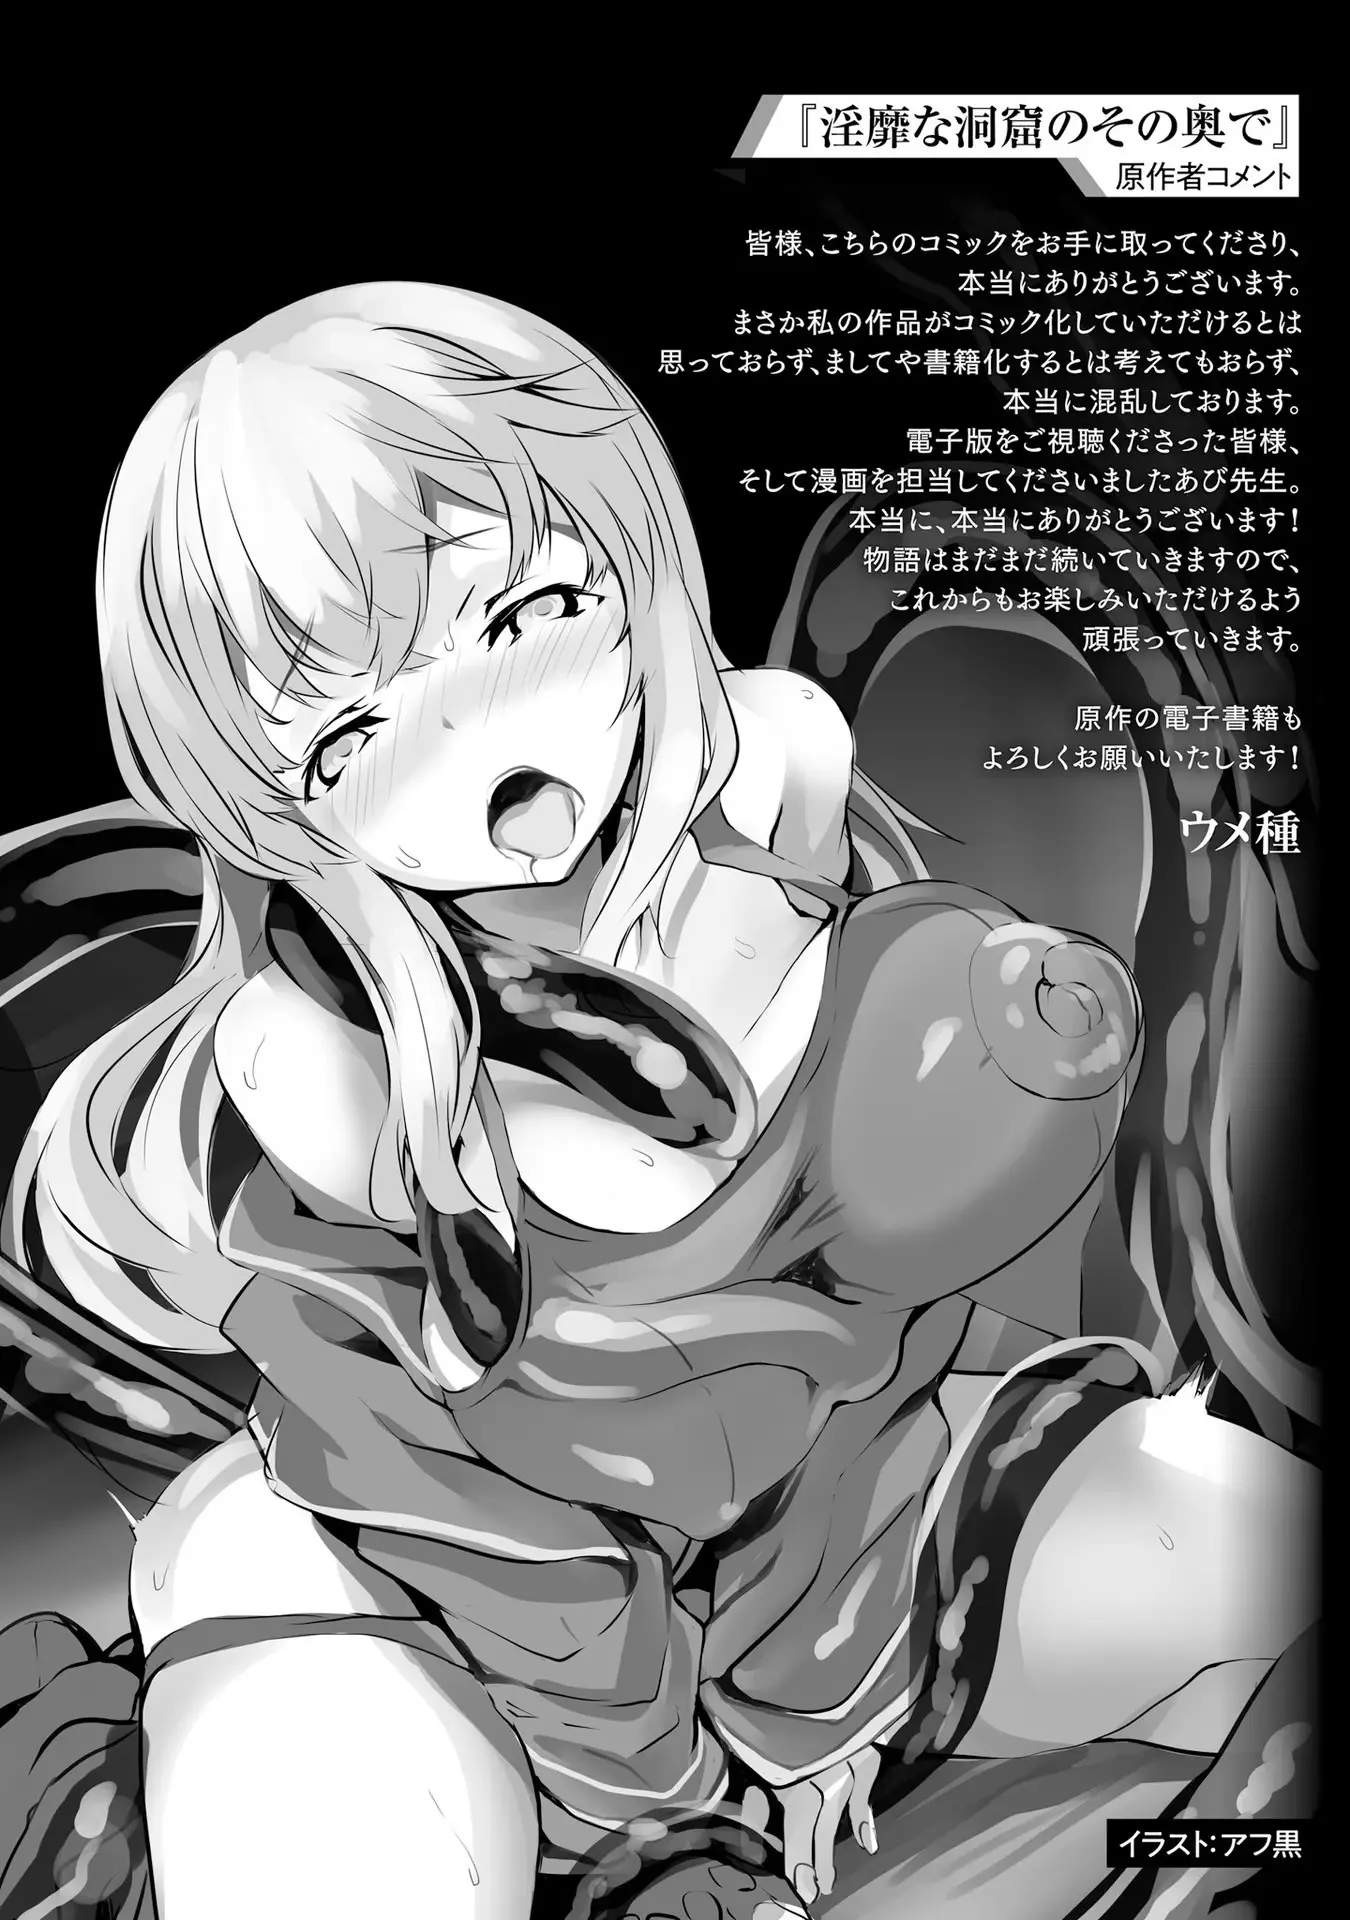 『淫靡な洞窟のその奥で』
原作者コメント
皆様、こちらのコミックをお手に取ってくださり、
本当にありがとうございます。
まさか私の作品がコミック化していただけるとは
思っておらず、ましてや書籍化するとは考えてもおらず、
本当に混乱しております。
電子版をご視聴くださった皆様、
そして漫画を担当してくださいましたあび先生。
本当に、本当にありがとうございます!
物語はまだまだ続いていきますので、
これからもお楽しみいただけるよう
頑張っていきます。
原作の電子書籍も
よろしくお願いいたします!
ウメ種
イラスト:アフ黒